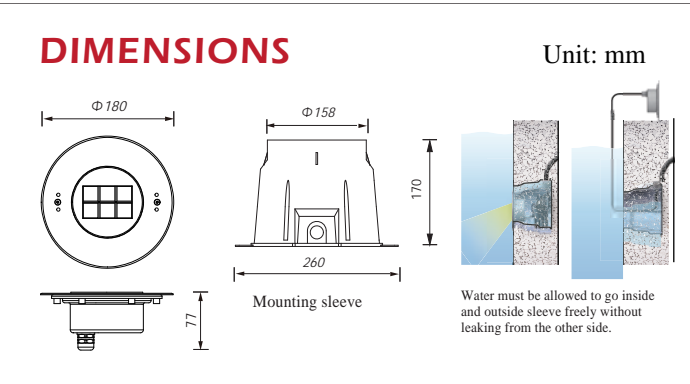 DIMENSIONS
Unit: mm
Φ180
Φ158
170
260
Mounting sleeve
77
Water must be allowed to go inside
and outside sleeve freely without
leaking from the other side.